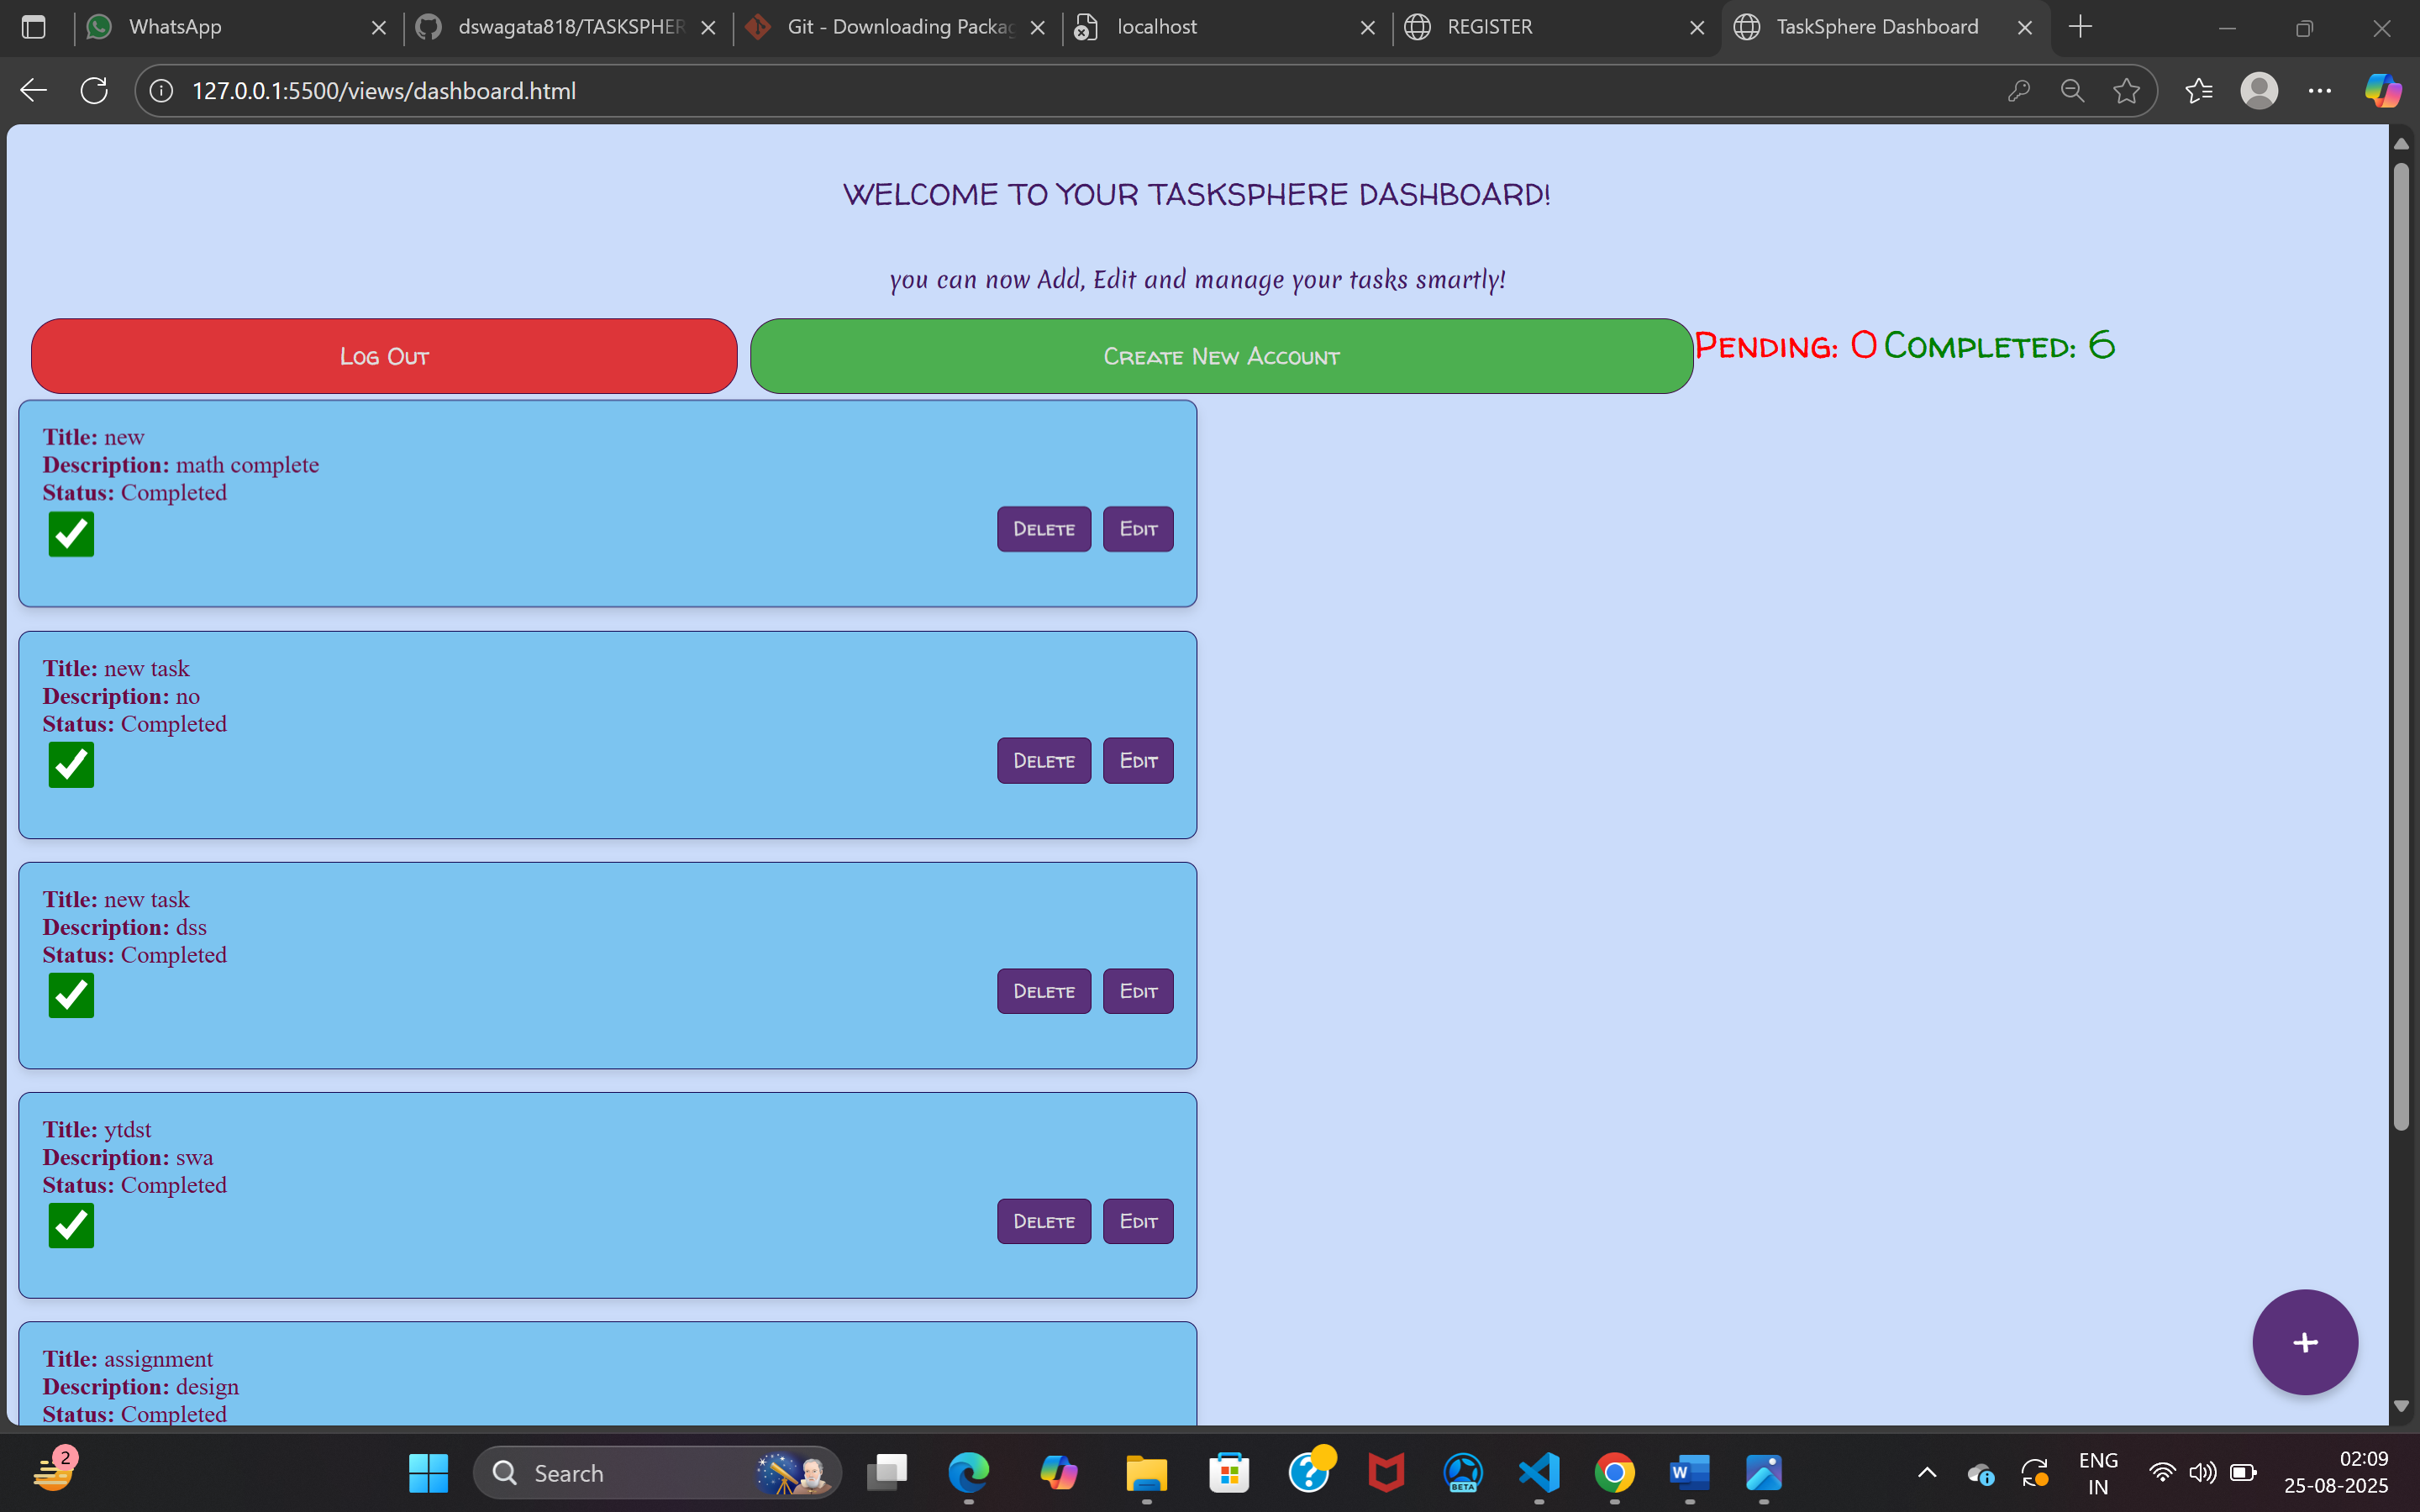 WhatsApp
dswagata818/TASKSPHER
Git - Downloading Packag
localhost
REGISTER
TaskSphere Dashboard
127.0.0.1:5500/views/dashboard.html
WELCOME TO YOUR TASKSPHERE DASHBOARD!
you can now Add, Edit and manage your tasks smartly!
Log Out
Create New Account
Pending: 0 Completed: 6
Title: new
Description: math complete
Status: Completed
Delete Edit
Title: new task
Description: no
Status: Completed
Delete Edit
Title: new task
Description: dss
Status: Completed
Delete Edit
Title: ytdst
Description: swa
Status: Completed
Delete Edit
Title: assignment
Description: design
Status: Completed
+
2
Search
W
BETA
ENG
IN
02:09
25-08-2025